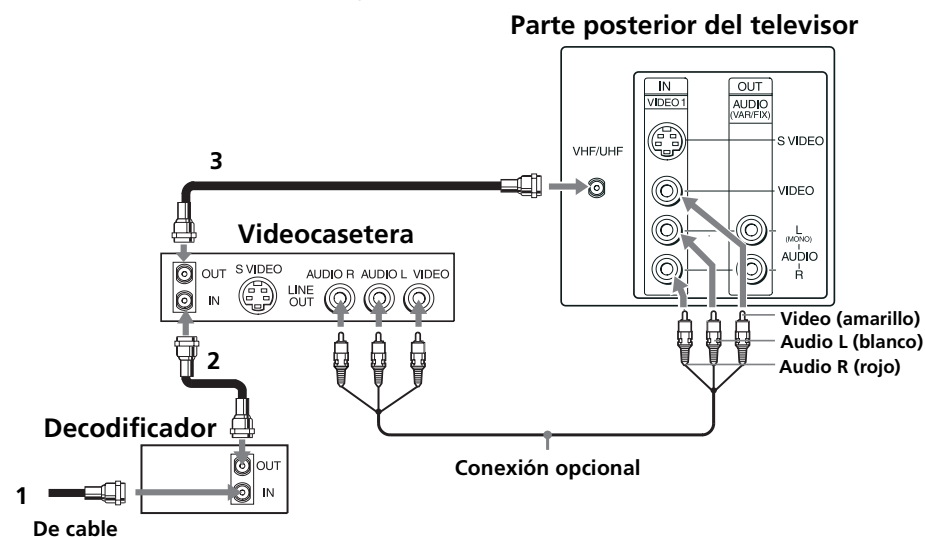 Parte posterior del televisor
IN
OUT
VIDEO 1
AUDIO
(VAR/FIX)
S VIDEO
VHF/UHF
3
VIDEO
Videocasetera
L
(MONO)
AUDIO
R
OUT
S VIDEO
AUDIO R AUDIO L VIDEO
LINE
OUT
IN
Video (amarillo)
Audio L (blanco)
Audio R (rojo)
2
Decodificador
OUT
Conexión opcional
1
IN
De cable